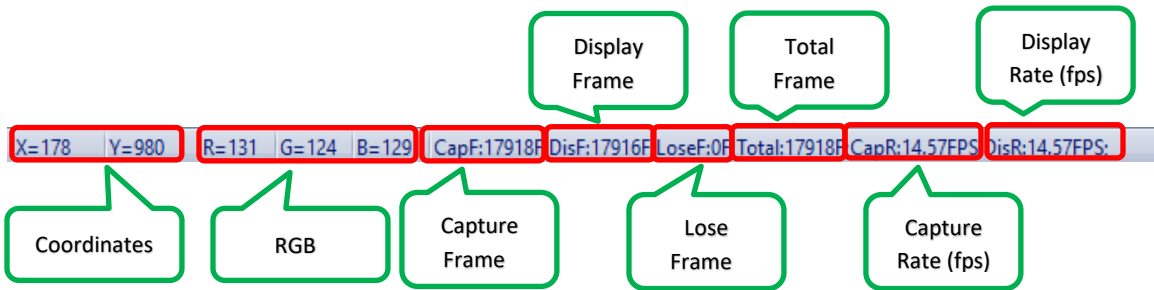 Display
Frame
Total
Frame
Display
Rate (fps)
X=178 Y=980 R=131 G=124 B=129 CapF:17918F DisF:17916F LoseF:0F Total:17918F CapR:14.57FPS DisR:14.57FPS:
Coordinates
RGB
Capture
Frame
Lose
Frame
Capture
Rate (fps)